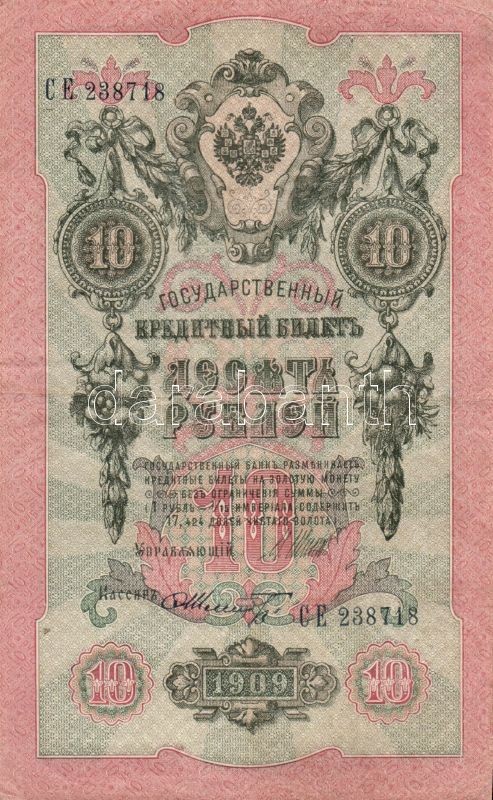 СЕ 238718
10 10
ГОСУДАРСТВЕННЫЙ
КРЕДИТНЫЙ БИЛЕТЪ
ДЕСЯТЬ
РУБЛЕЙ
darabanth
ГОСУДАРСТВЕННЫЙ БАНКЪ РАЗМѢНИВАЕТЪ
КРЕДИТНЫЕ БИЛЕТЫ НА ЗОЛОТУЮ МОНЕТУ
БЕЗЪ ОГРАНИЧЕНІЯ СУММЫ
(1 РУБЛЬ = 1/15 ИМПЕРІАЛА, СОДЕРЖИТЪ
17,424 ДОЛЕЙ ЧИСТАГО ЗОЛОТА)
10
УПРАВЛЯЮЩІЙ
Кассиръ
СЕ 238718
10 1909 10